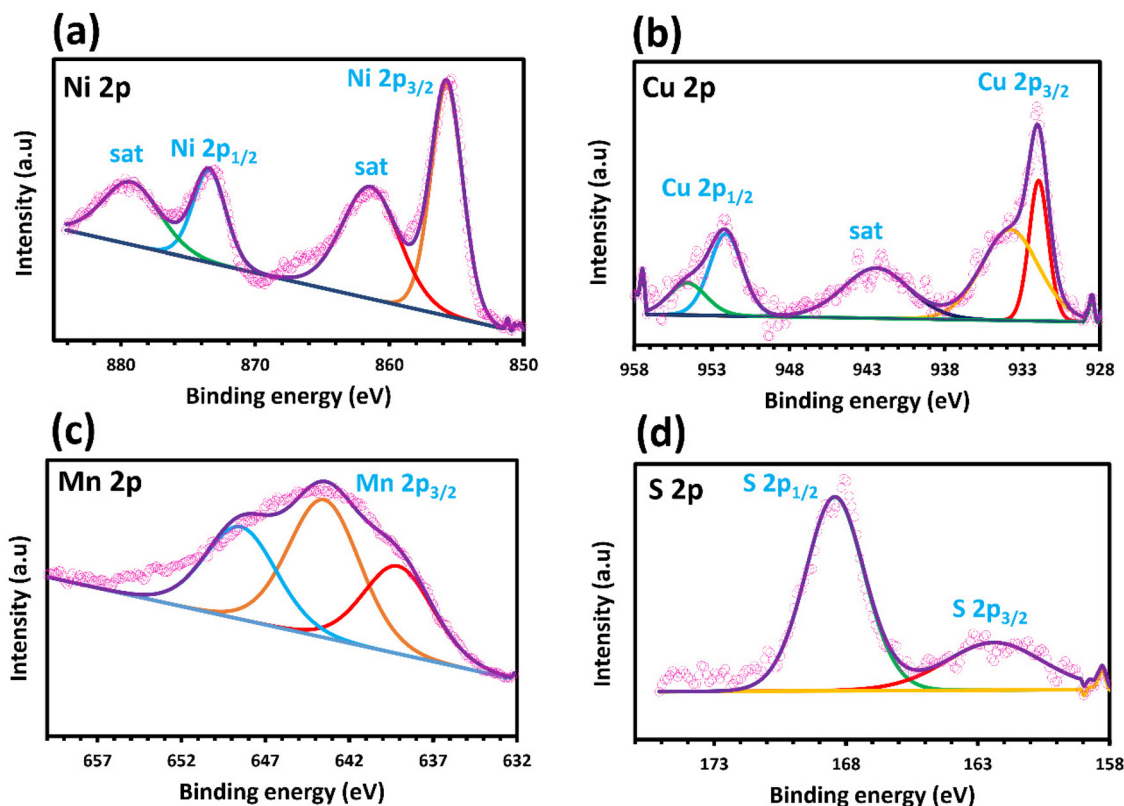 (a)
Ni 2p
Ni 2p3/2
sat
Ni 2p1/2
sat
Intensity (a.u)
880
870
860
850
Binding energy (eV)
(b)
Cu 2p
Cu 2p3/2
Cu 2p1/2
sat
Intensity (a.u)
958
953
948
943
938
933
928
Binding energy (eV)
(c)
Mn 2p
Mn 2p3/2
Intensity (a.u)
657
652
647
642
637
632
Binding energy (eV)
(d)
S 2p
S 2p1/2
S 2p3/2
Intensity (a.u)
173
168
163
158
Binding energy (eV)